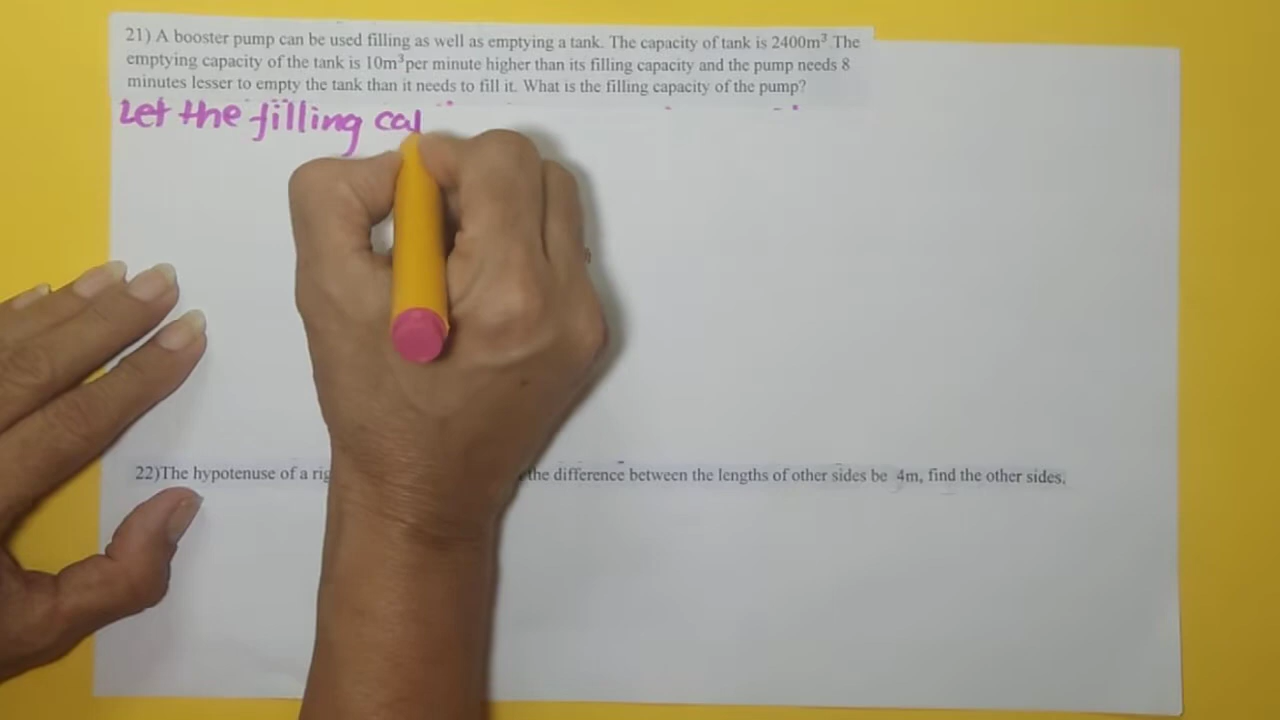 21) A booster pump can be used filling as well as emptying a tank. The capacity of tank is 2400m³ The
emptying capacity of the tank is 10m³per minute higher than its filling capacity and the pump needs 8
minutes lesser to empty the tank than it needs to fill it. What is the filling capacity of the pump?
Let the filling
22)The hypotenuse of a the difference between the lengths of other sides be 4m, find the other sides.